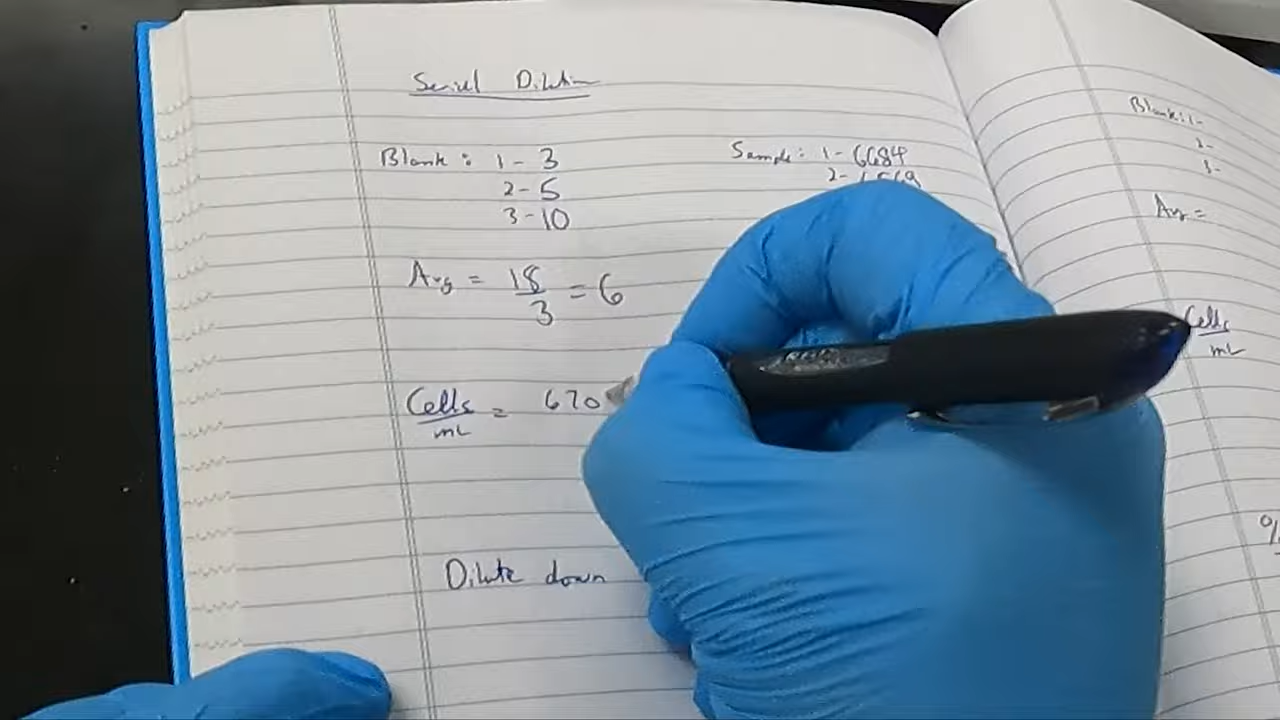 Serial Dilution
Blank: 1 - 3
2 - 5
3 - 10
Avg = 18/3 = 6
Cells/mL = 670
Dilute down
Sample: 1 - 6684
2 -
Blank: 1 -
2 -
3 -
Avg =
Cells/mL
%